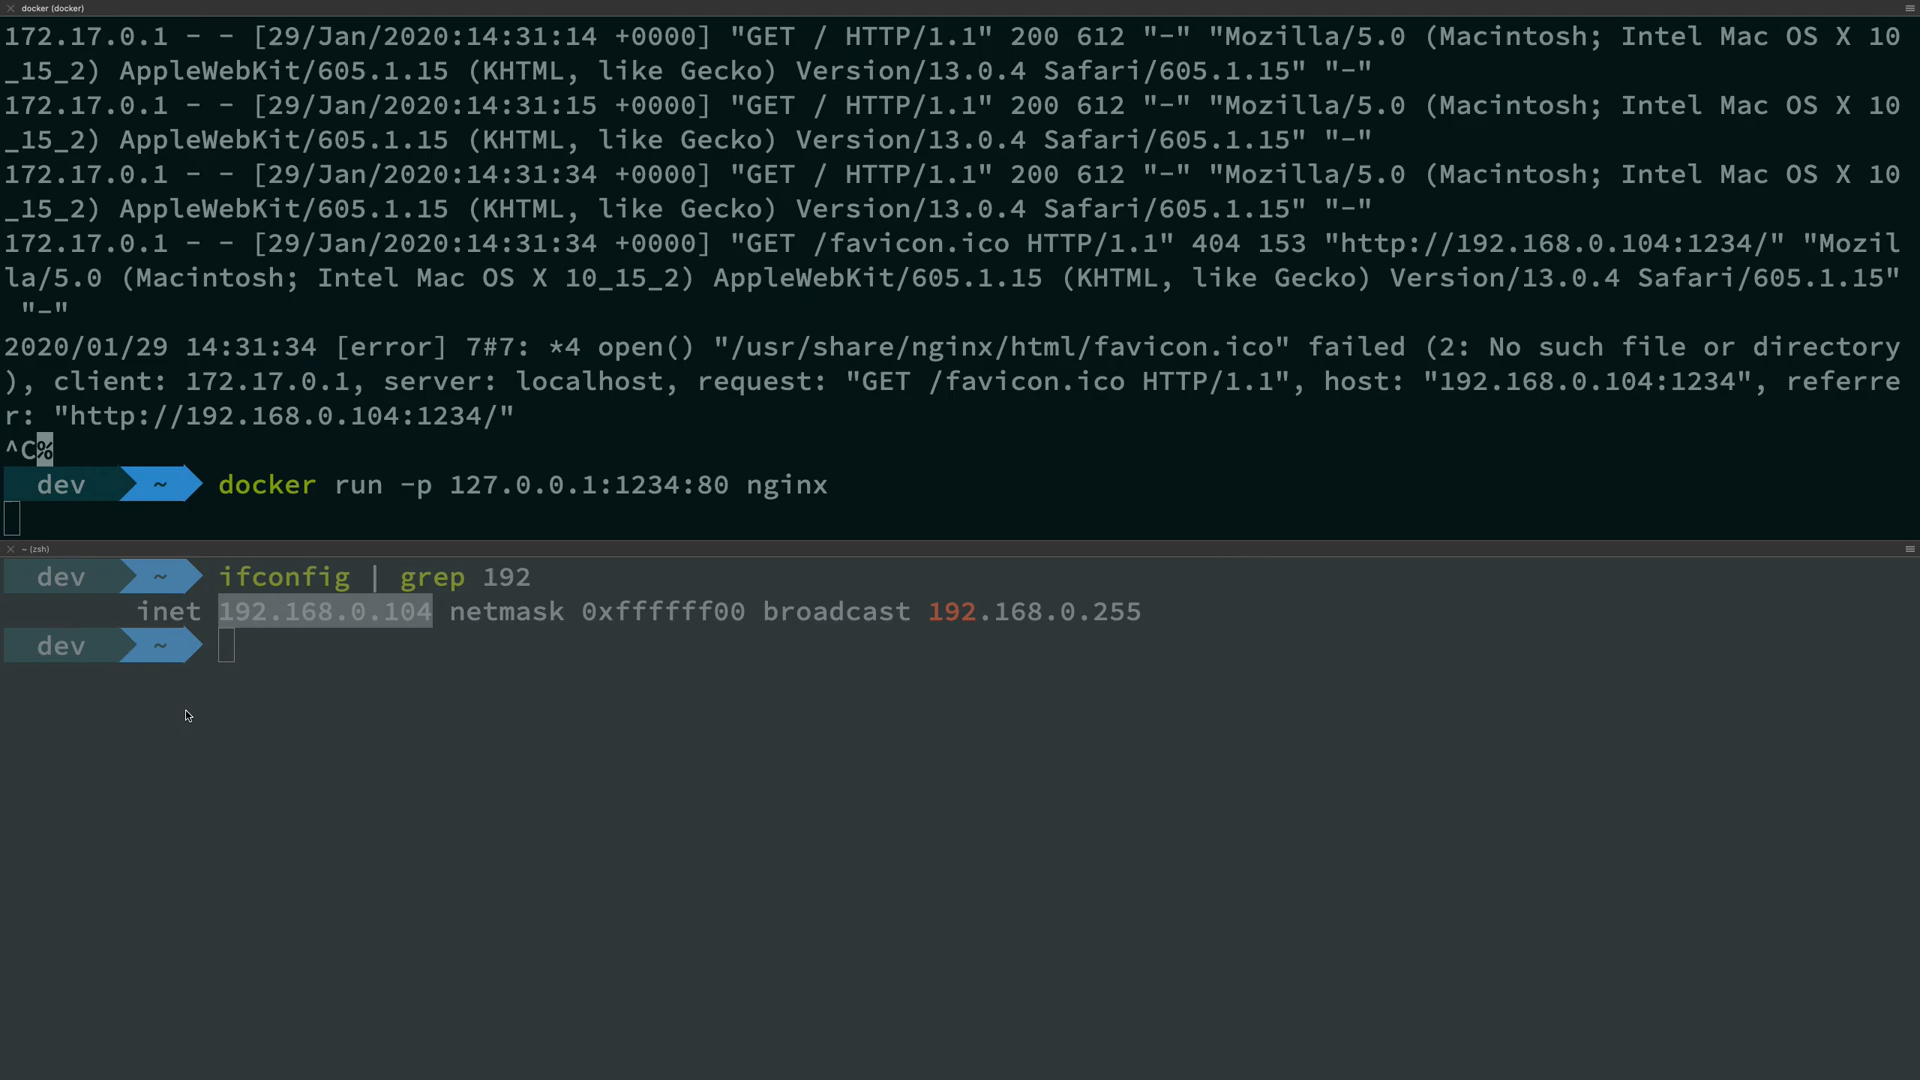 docker (docker)
172.17.0.1 - - [29/Jan/2020:14:31:14 +0000] "GET / HTTP/1.1" 200 612 "-" "Mozilla/5.0 (Macintosh; Intel Mac OS X 10
_15_2) AppleWebKit/605.1.15 (KHTML, like Gecko) Version/13.0.4 Safari/605.1.15" "-"
172.17.0.1 - - [29/Jan/2020:14:31:15 +0000] "GET / HTTP/1.1" 200 612 "-" "Mozilla/5.0 (Macintosh; Intel Mac OS X 10
_15_2) AppleWebKit/605.1.15 (KHTML, like Gecko) Version/13.0.4 Safari/605.1.15" "-"
172.17.0.1 - - [29/Jan/2020:14:31:34 +0000] "GET / HTTP/1.1" 200 612 "-" "Mozilla/5.0 (Macintosh; Intel Mac OS X 10
_15_2) AppleWebKit/605.1.15 (KHTML, like Gecko) Version/13.0.4 Safari/605.1.15" "-"
172.17.0.1 - - [29/Jan/2020:14:31:34 +0000] "GET /favicon.ico HTTP/1.1" 404 153 "http://192.168.0.104:1234/" "Mozil
la/5.0 (Macintosh; Intel Mac OS X 10_15_2) AppleWebKit/605.1.15 (KHTML, like Gecko) Version/13.0.4 Safari/605.1.15"
"-"
2020/01/29 14:31:34 [error] 7#7: *4 open() "/usr/share/nginx/html/favicon.ico" failed (2: No such file or directory
), client: 172.17.0.1, server: localhost, request: "GET /favicon.ico HTTP/1.1", host: "192.168.0.104:1234", referre
r: "http://192.168.0.104:1234/"
^C%
dev ~ docker run -p 127.0.0.1:1234:80 nginx
~ (zsh)
dev ~ ifconfig | grep 192
inet 192.168.0.104 netmask 0xffffff00 broadcast 192.168.0.255
dev ~